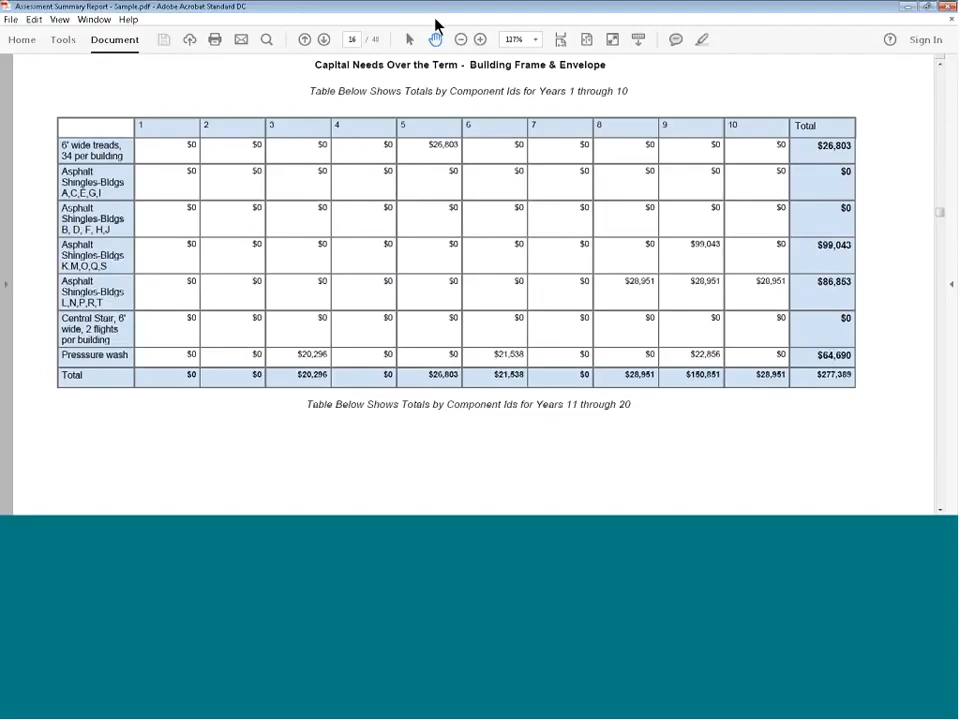 Assessment Summary Report - Sample.pdf - Adobe Acrobat Standard DC
File Edit View Window Help
Home Tools Document 16 / 48 127% Sign In
Capital Needs Over the Term - Building Frame & Envelope
Table Below Shows Totals by Component Ids for Years 1 through 10
1 2 3 4 5 6 7 8 9 10 Total
6' wide treads, $0 $0 $0 $0 $26,803 $0 $0 $0 $0 $0 $26,803
34 per building
Asphalt $0 $0 $0 $0 $0 $0 $0 $0 $0 $0 $0
Shingles-Bldgs
A,C,E,G,I
Asphalt $0 $0 $0 $0 $0 $0 $0 $0 $0 $0 $0
Shingles-Bldgs
B, D, F, H,J
Asphalt $0 $0 $0 $0 $0 $0 $0 $0 $99,043 $0 $99,043
Shingles-Bldgs
K,M,O,Q,S
Asphalt $0 $0 $0 $0 $0 $0 $0 $28,951 $28,951 $28,951 $86,853
Shingles-Bldgs
L,N,P,R,T
Central Stair, 6' $0 $0 $0 $0 $0 $0 $0 $0 $0 $0 $0
wide, 2 flights
per building
Presssure wash $0 $0 $20,296 $0 $0 $21,538 $0 $0 $22,856 $0 $64,690
Total $0 $0 $20,296 $0 $26,803 $21,538 $0 $28,951 $150,851 $28,951 $277,389
Table Below Shows Totals by Component Ids for Years 11 through 20